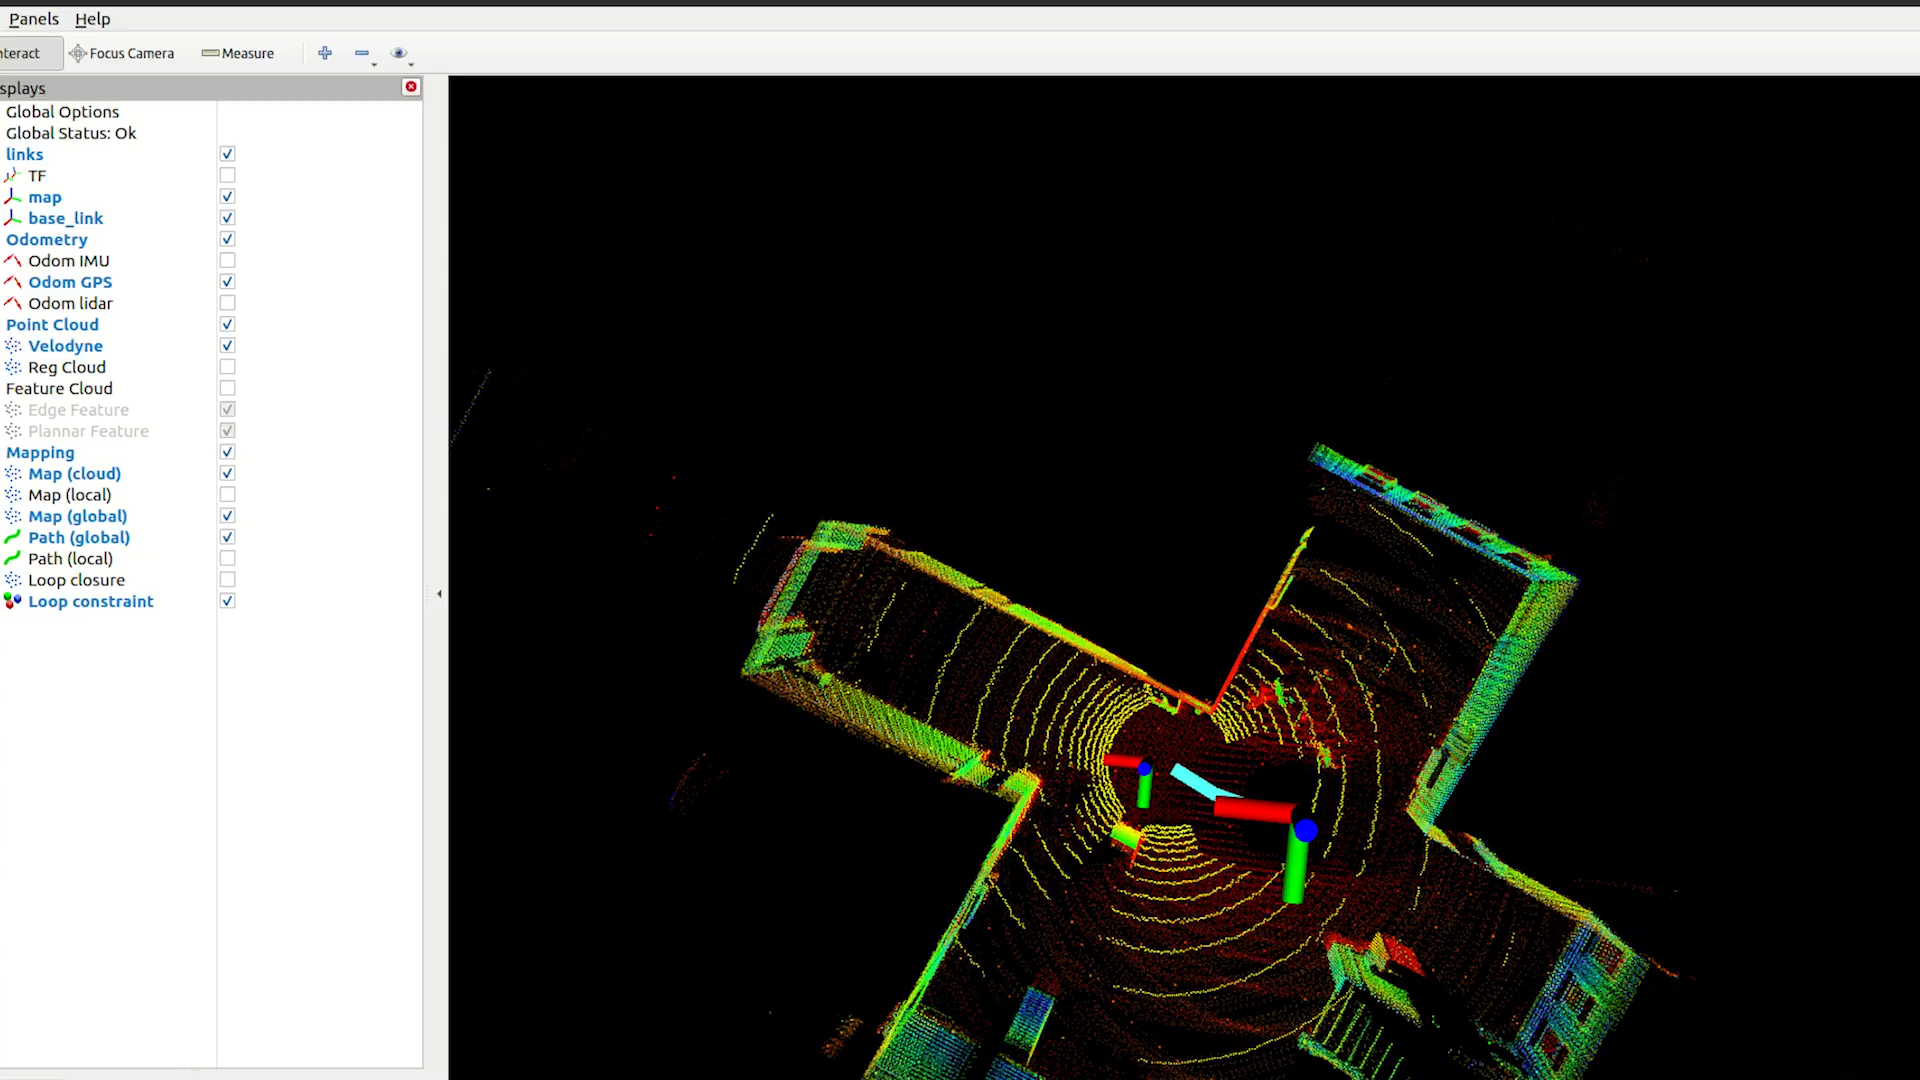 Panels Help
nteract Focus Camera Measure
splays
Global Options
Global Status: Ok
links
TF
map
base_link
Odometry
Odom IMU
Odom GPS
Odom lidar
Point Cloud
Velodyne
Reg Cloud
Feature Cloud
Edge Feature
Plannar Feature
Mapping
Map (cloud)
Map (local)
Map (global)
Path (global)
Path (local)
Loop closure
Loop constraint